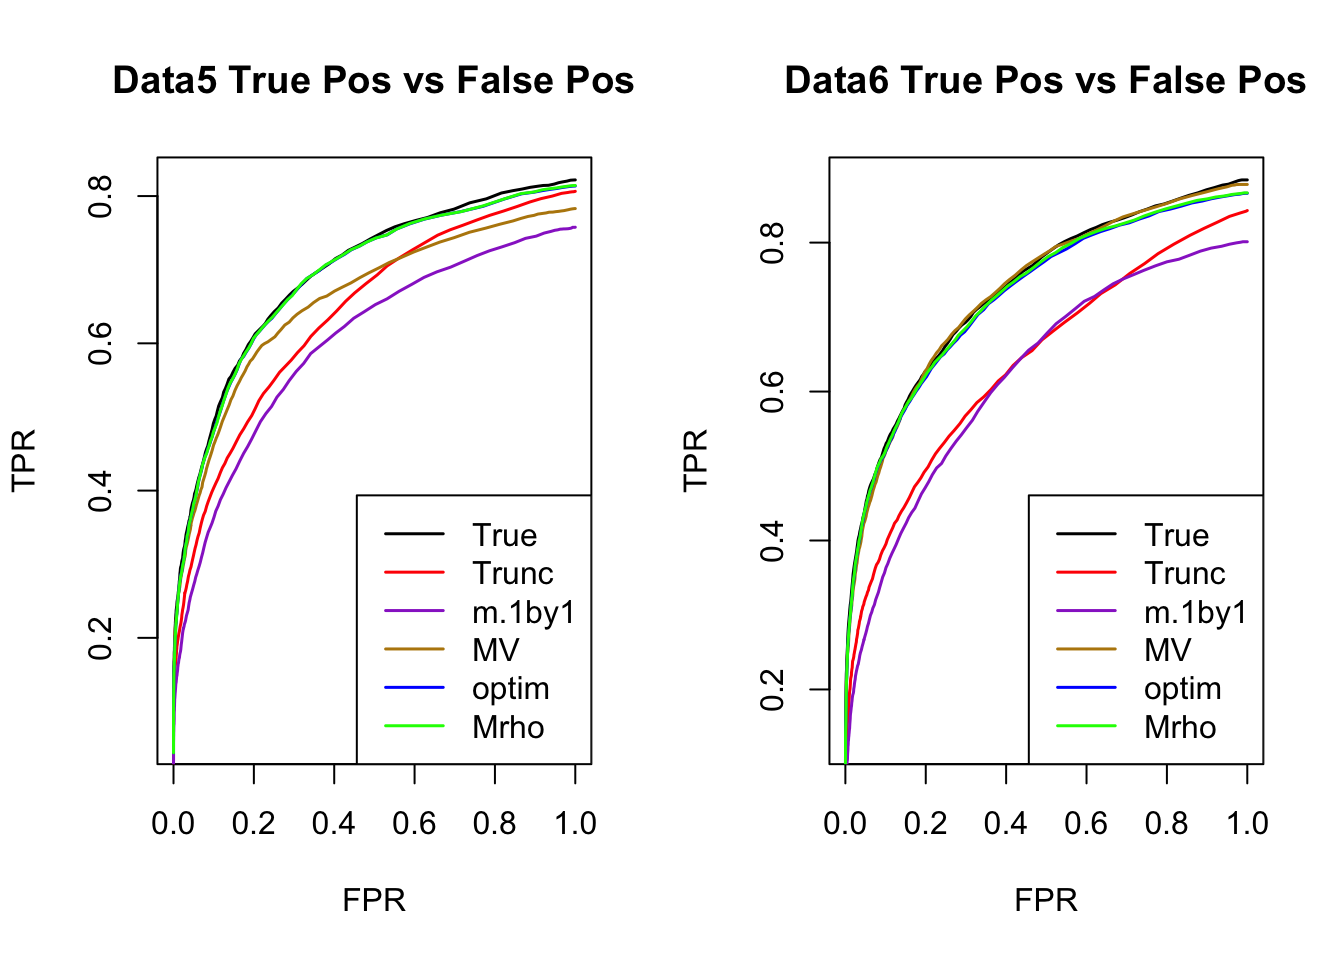 Data5 True Pos vs False Pos
TPR
0.8
0.6
0.4
0.2
True
Trunc
m.1by1
MV
optim
Mrho
0.0 0.2 0.4 0.6 0.8 1.0
FPR
Data6 True Pos vs False Pos
TPR
0.8
0.6
0.4
0.2
True
Trunc
m.1by1
MV
optim
Mrho
0.0 0.2 0.4 0.6 0.8 1.0
FPR